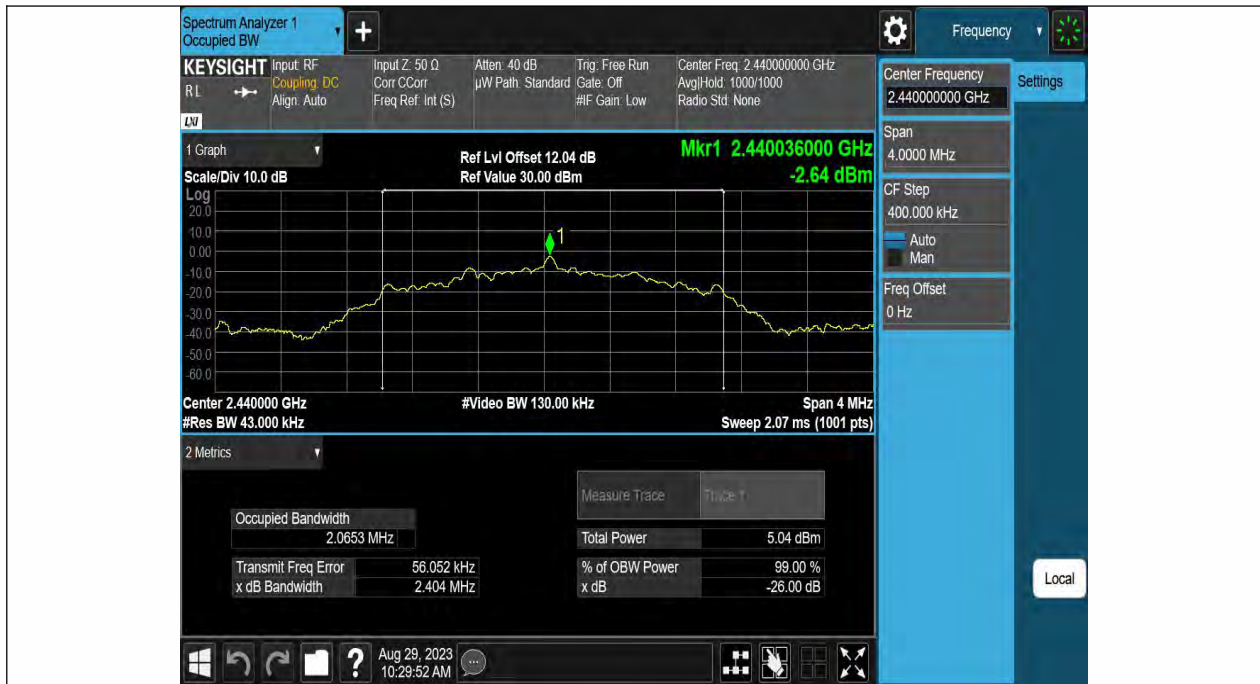 Spectrum Analyzer 1
Occupied BW
+
Frequency
KEYSIGHT
RL
LXI
Input: RF
Coupling: DC
Align: Auto
Input Z: 50 Ω
Corr CCorr
Freq Ref: Int (S)
Atten: 40 dB
µW Path: Standard
Trig: Free Run
Gate: Off
#IF Gain: Low
Center Freq: 2.440000000 GHz
Avg|Hold: 1000/1000
Radio Std: None
Center Frequency
2.440000000 GHz
Settings
Span
4.0000 MHz
CF Step
400.000 kHz
Auto
Man
Freq Offset
0 Hz
Local
1 Graph
Scale/Div 10.0 dB
Ref Lvl Offset 12.04 dB
Ref Value 30.00 dBm
Mkr1 2.440036000 GHz
-2.64 dBm
Log
20.0
10.0
0.00
-10.0
-20.0
-30.0
-40.0
-50.0
-60.0
1
Center 2.440000 GHz
#Video BW 130.00 kHz
Span 4 MHz
#Res BW 43.000 kHz
Sweep 2.07 ms (1001 pts)
2 Metrics
Measure Trace
Trace 1
Occupied Bandwidth
2.0653 MHz
Total Power 5.04 dBm
Transmit Freq Error 56.052 kHz
% of OBW Power 99.00 %
x dB Bandwidth 2.404 MHz
x dB -26.00 dB
?
Aug 29, 2023
10:29:52 AM